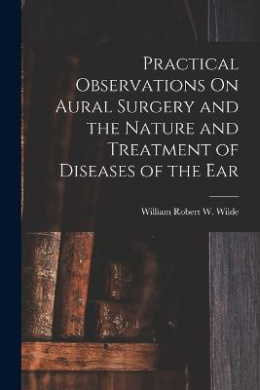 Practical
Observations On
Aural Surgery and
the Nature and
Treatment of
Diseases of the Ear
William Robert W. Wilde